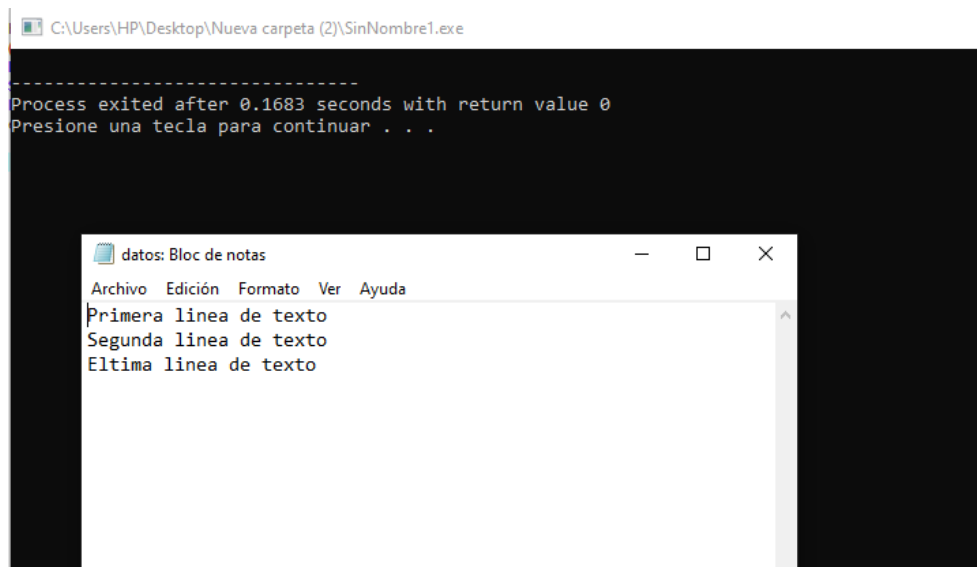 C:\Users\HP\Desktop\Nueva carpeta (2)\SinNombre1.exe
--------------------------------
Process exited after 0.1683 seconds with return value 0
Presione una tecla para continuar . . .
datos: Bloc de notas
Archivo Edición Formato Ver Ayuda
Primera linea de texto
Segunda linea de texto
Eltima linea de texto